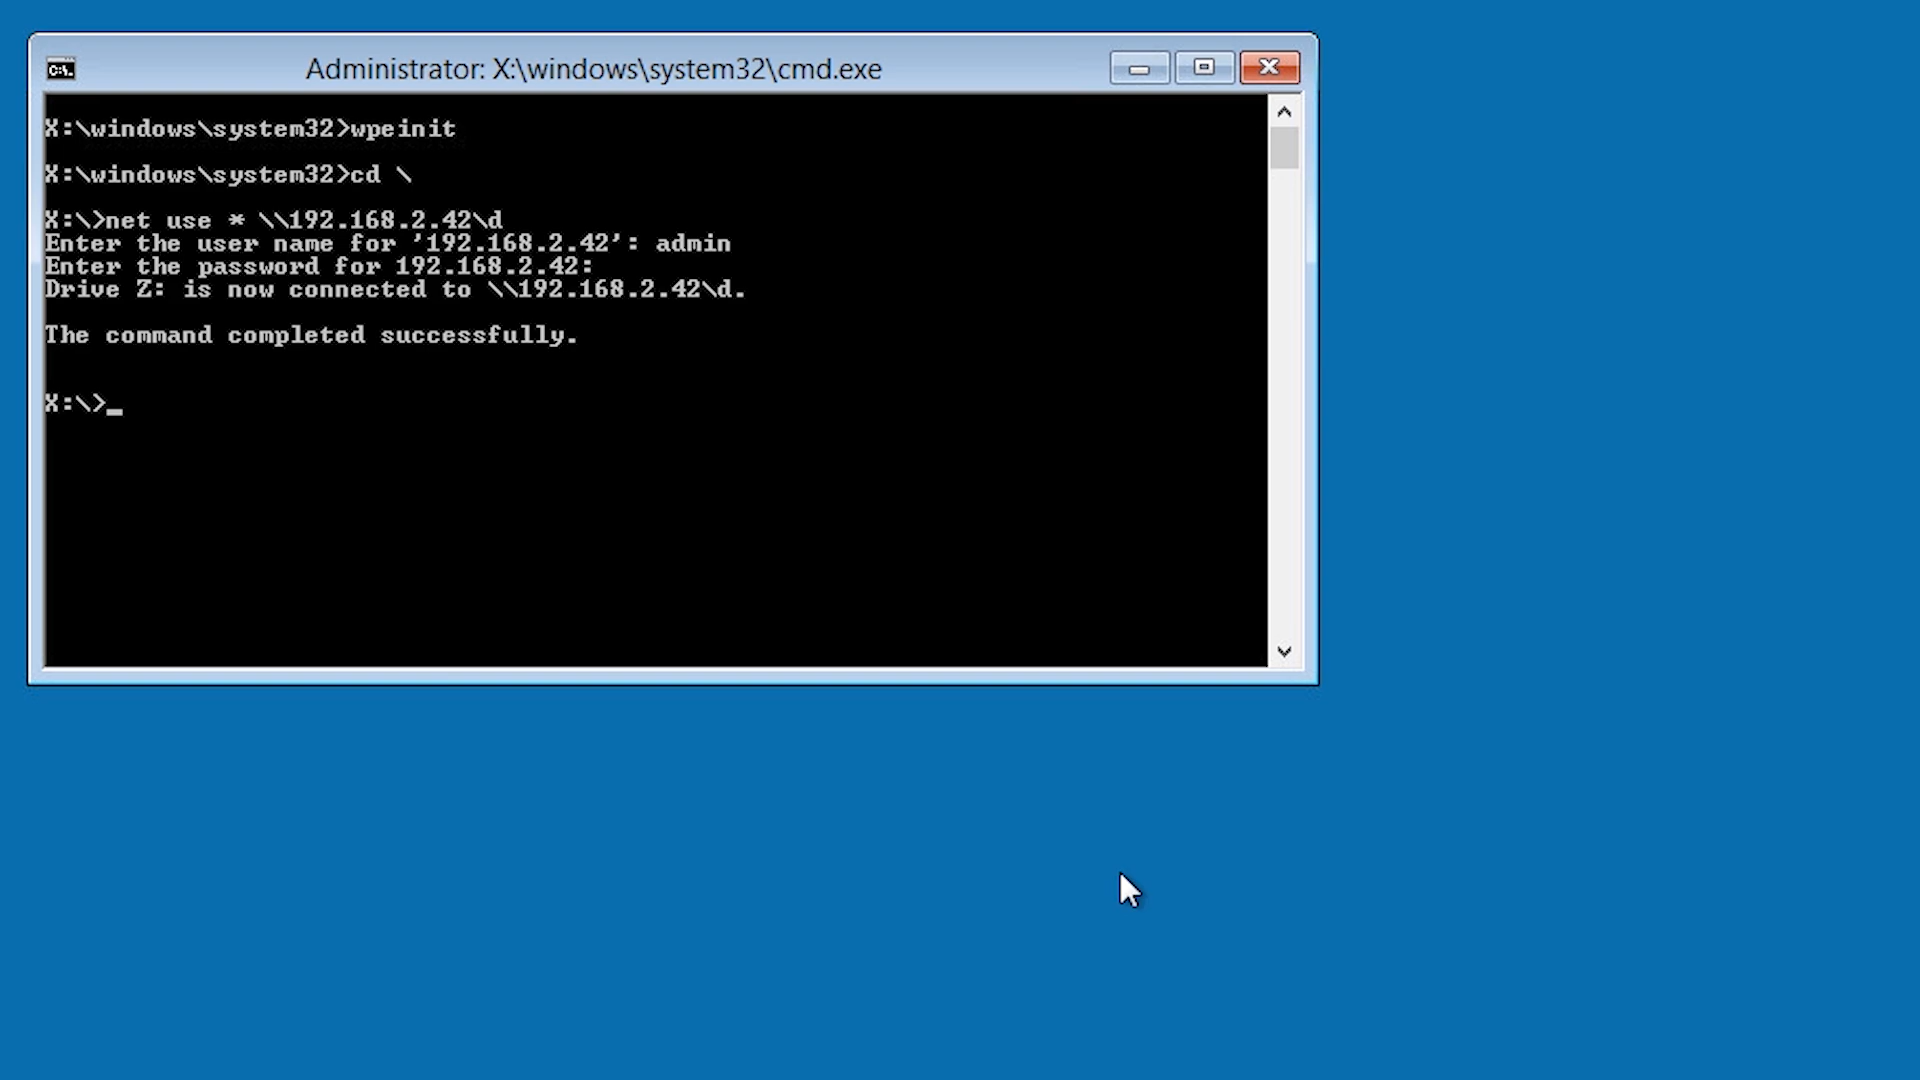 Administrator: X:\windows\system32\cmd.exe
X:\windows\system32>wpeinit
X:\windows\system32>cd \
X:\>net use * \\192.168.2.42\d
Enter the user name for '192.168.2.42': admin
Enter the password for 192.168.2.42:
Drive Z: is now connected to \\192.168.2.42\d.
The command completed successfully.
X:\>_